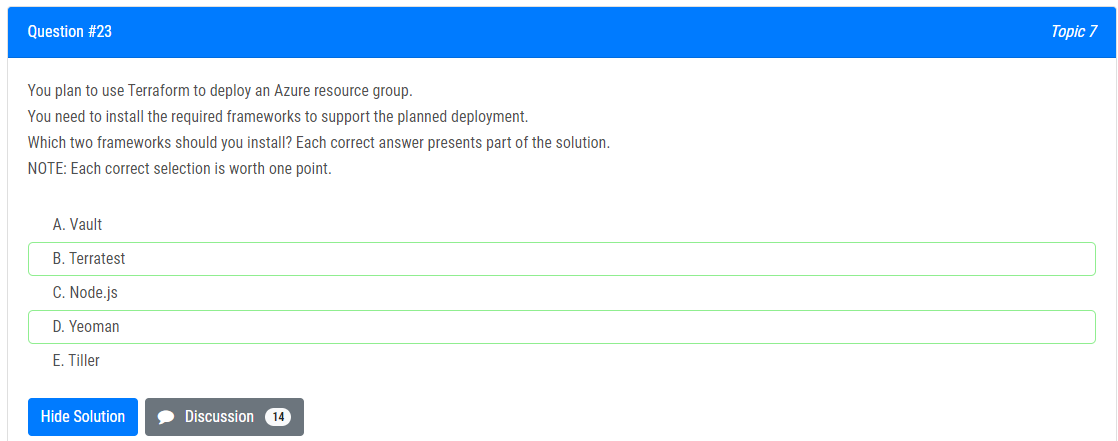 Question #23 Topic 7
You plan to use Terraform to deploy an Azure resource group.
You need to install the required frameworks to support the planned deployment.
Which two frameworks should you install? Each correct answer presents part of the solution.
NOTE: Each correct selection is worth one point.
A. Vault
B. Terratest
C. Node.js
D. Yeoman
E. Tiller
Hide Solution Discussion 14